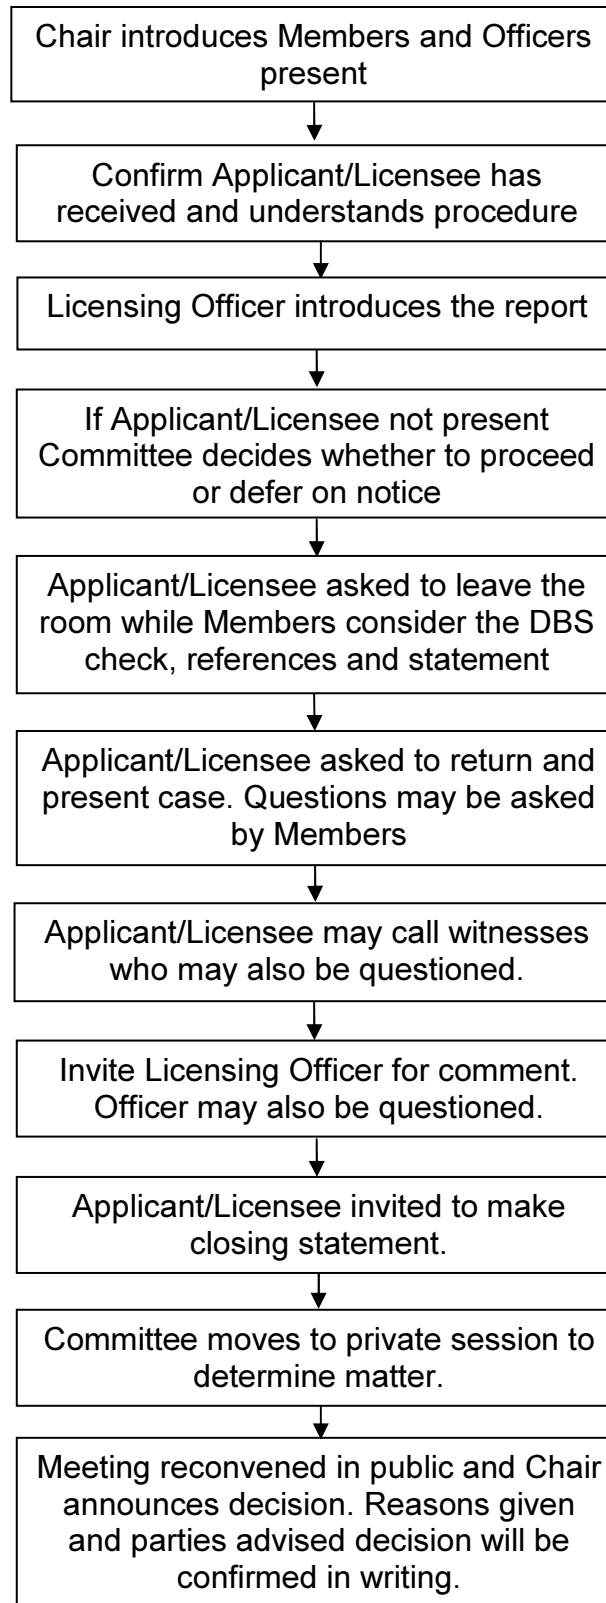 Chair introduces Members and Officers
present
Confirm Applicant/Licensee has
received and understands procedure
Licensing Officer introduces the report
If Applicant/Licensee not present
Committee decides whether to proceed
or defer on notice
Applicant/Licensee asked to leave the
room while Members consider the DBS
check, references and statement
Applicant/Licensee asked to return and
present case. Questions may be asked
by Members
Applicant/Licensee may call witnesses
who may also be questioned.
Invite Licensing Officer for comment.
Officer may also be questioned.
Applicant/Licensee invited to make
closing statement.
Committee moves to private session to
determine matter.
Meeting reconvened in public and Chair
announces decision. Reasons given
and parties advised decision will be
confirmed in writing.